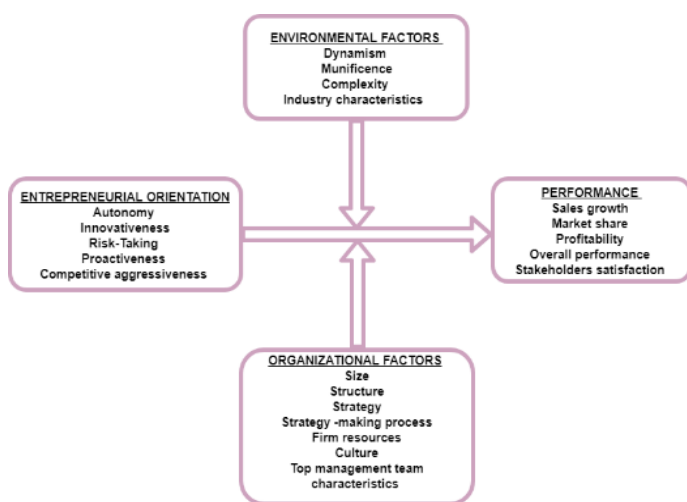 ENVIRONMENTAL FACTORS
Dynamism
Munificence
Complexity
Industry characteristics
ENTREPRENEURIAL ORIENTATION
Autonomy
Innovativeness
Risk-Taking
Proactiveness
Competitive aggressiveness
PERFORMANCE
Sales growth
Market share
Profitability
Overall performance
Stakeholders satisfaction
ORGANIZATIONAL FACTORS
Size
Structure
Strategy
Strategy -making process
Firm resources
Culture
Top management team
characteristics